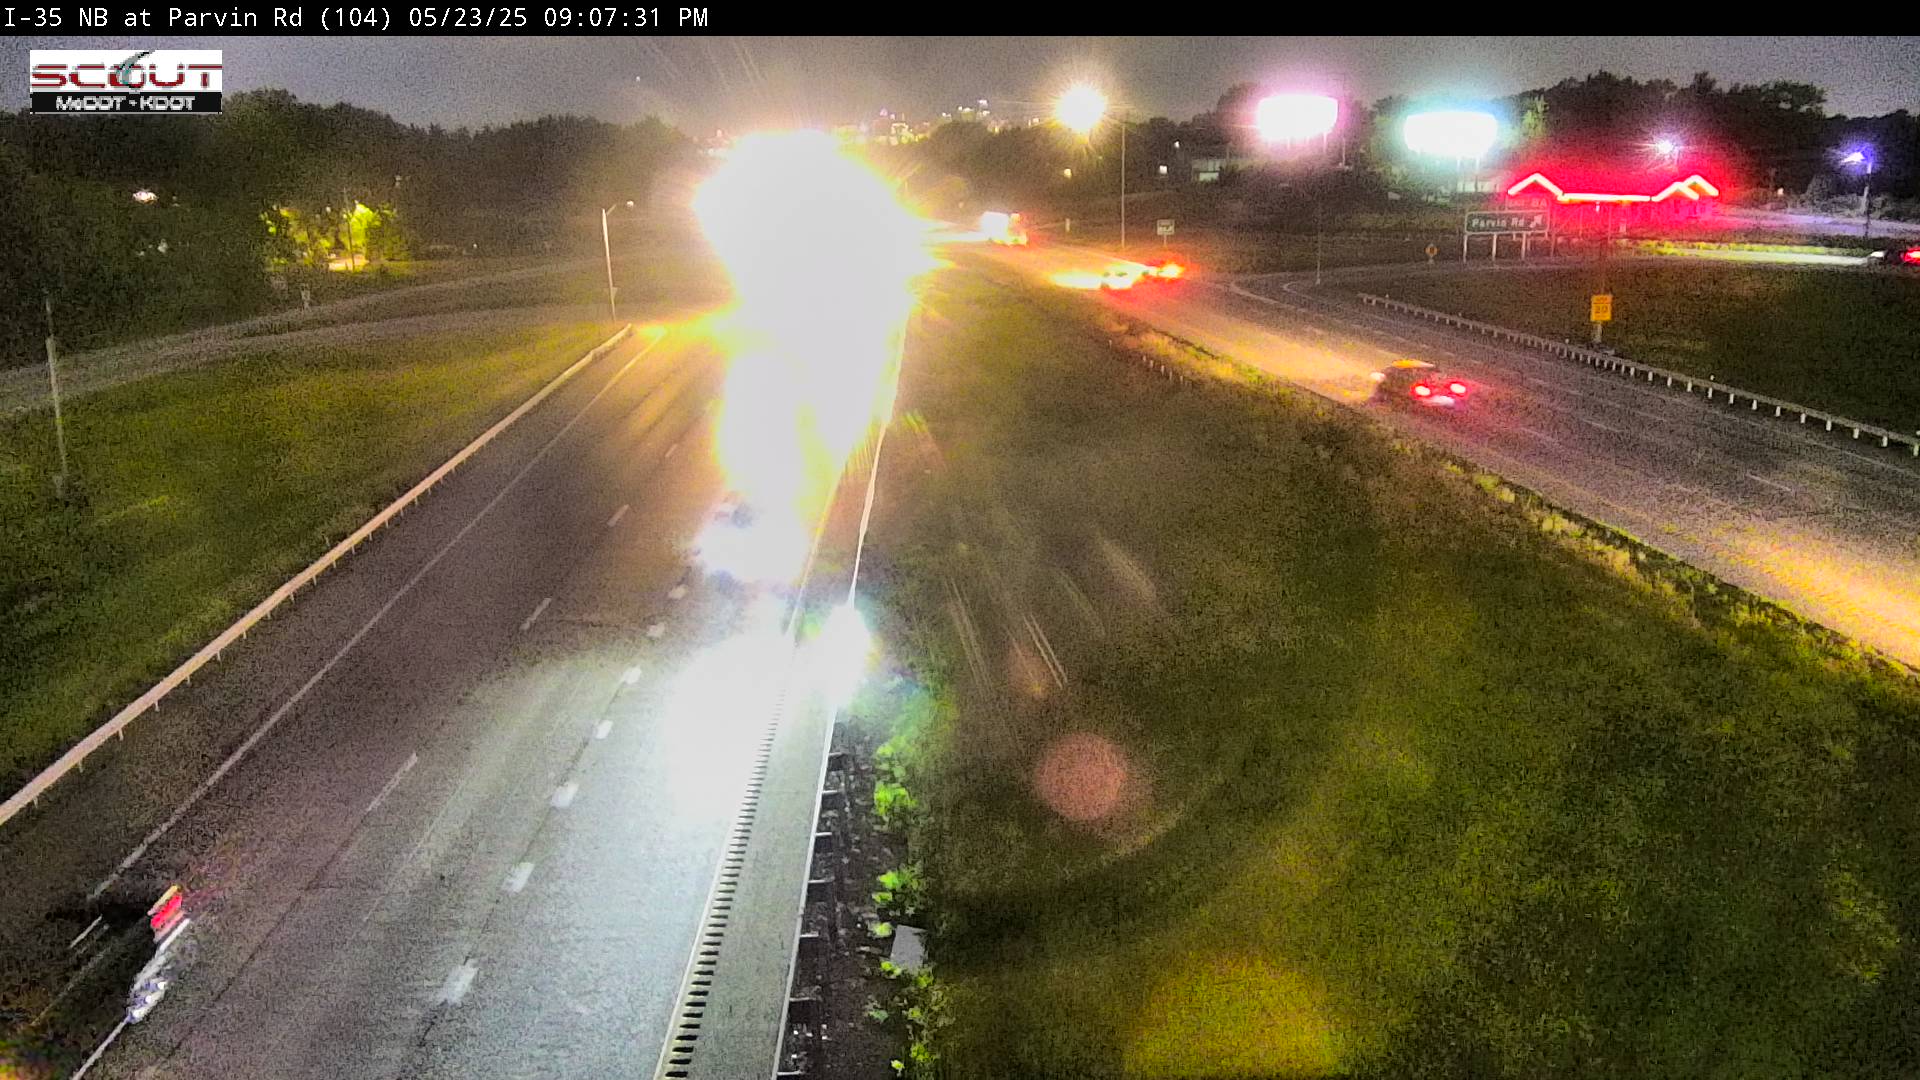 I-35 NB at Parvin Rd (104) 05/23/25 09:07:31 PM
SCOUT
MoDOT - KDOT
Parvin Rd